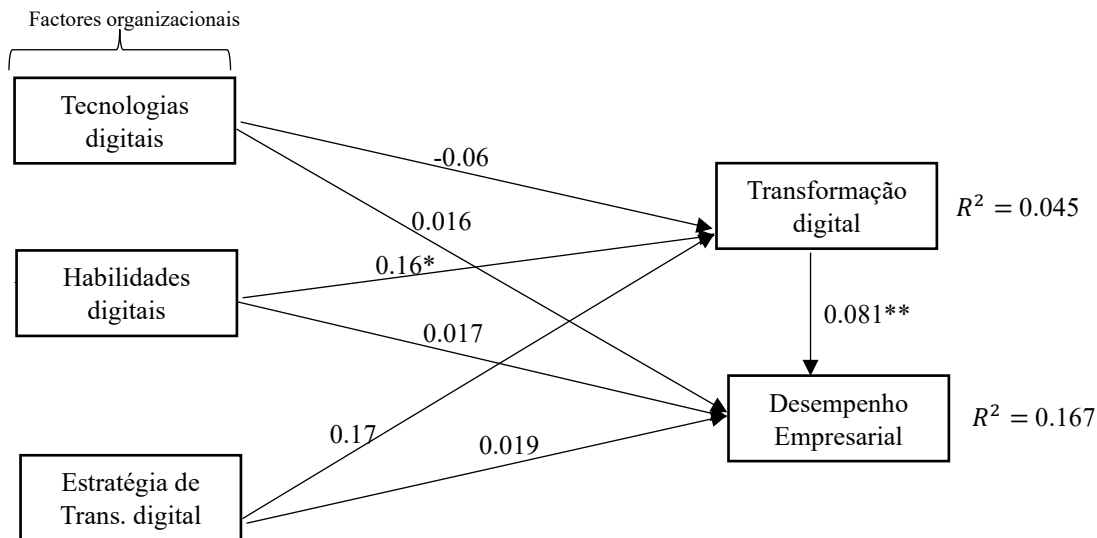 Factores organizacionais
Tecnologias
digitais
-0.06
Transformação
digital
R² = 0.045
0.016
0.16*
Habilidades
digitais
0.017
0.081**
Desempenho
Empresarial
R² = 0.167
0.17
0.019
Estratégia de
Trans. digital